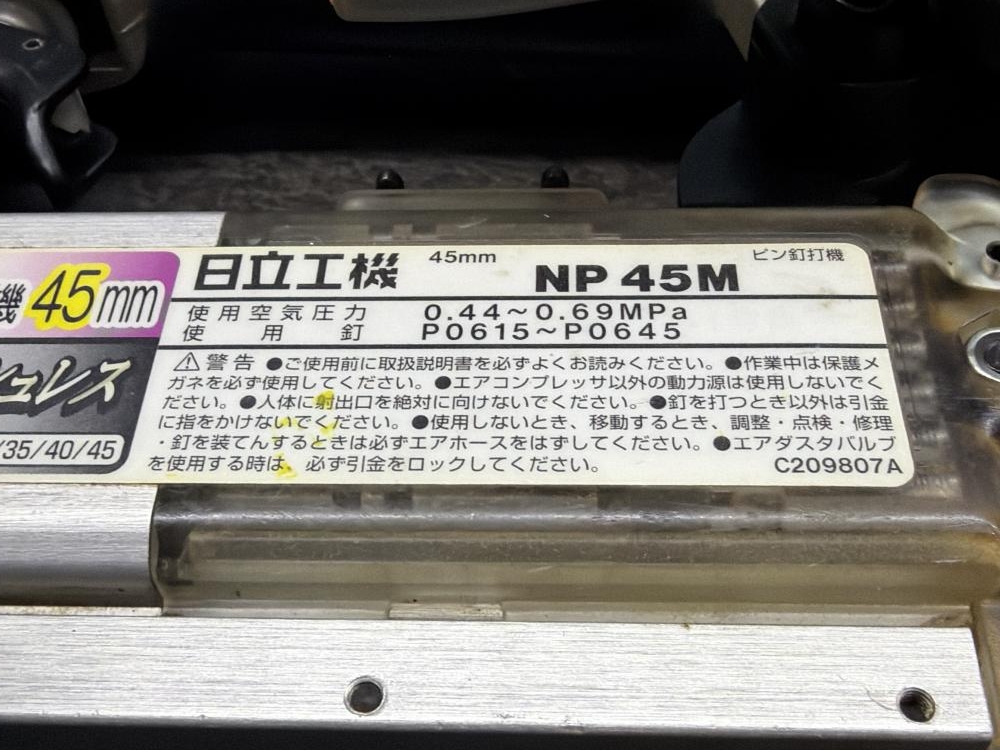 機45mm
ュレス
/35/40/45
日立工機 45mm NP 45M ピン釘打機
使用空気圧力 0.44～0.69MPa
使用釘 P0615～P0645
⚠警告 ●ご使用前に取扱説明書を必ずよくお読みください。●作業中は保護メ
ガネを必ず使用してください。●エアコンプレッサ以外の動力源は使用しないでく
ださい。●人体に射出口を絶対に向けないでください。●釘を打つとき以外は引金
に指をかけないでください。●使用しないとき、移動するとき、調整・点検・修理
・釘を装てんするときは必ずエアホースをはずしてください。●エアダスタバルブ
を使用する時は、必ず引金をロックしてください。 C209807A